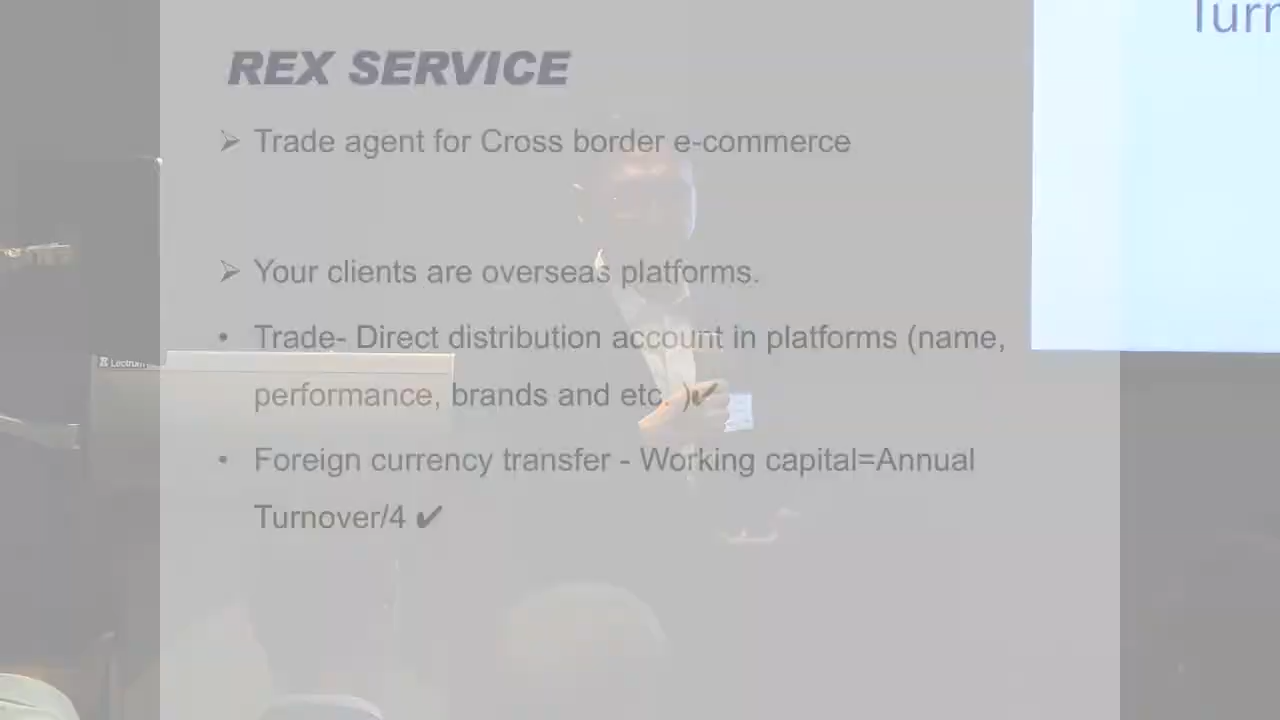 Turn
REX SERVICE
➢ Trade agent for Cross border e-commerce
➢ Your clients are overseas platforms.
• Trade- Direct distribution account in platforms (name,
performance, brands and etc. )✔
Lectrum
• Foreign currency transfer - Working capital=Annual
Turnover/4 ✔